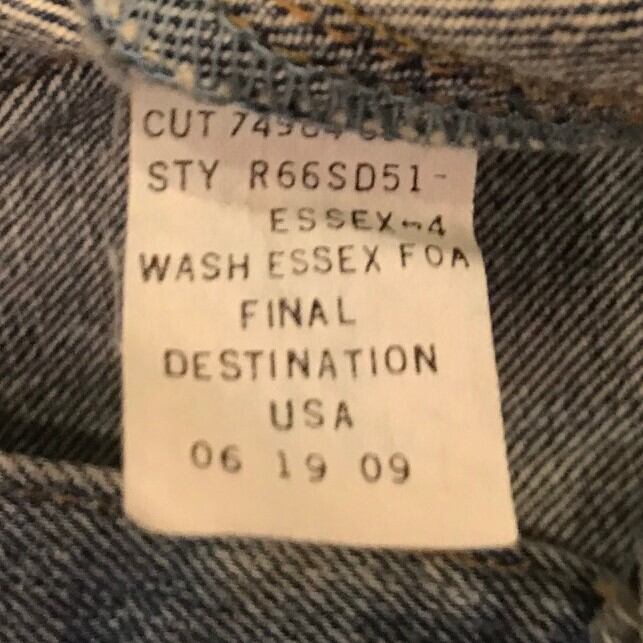 CUT
STY R66SD51-
ESSEX-4
WASH ESSEX FOA
FINAL
DESTINATION
USA
06 19 09